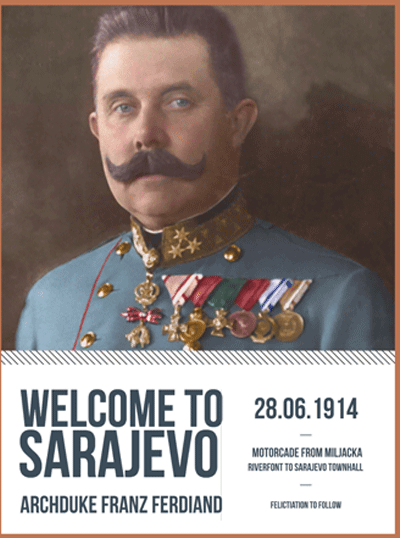 WELCOME TO
SARAJEVO
ARCHDUKE FRANZ FERDIAND
28.06.1914
MOTORCADE FROM MILJACKA
RIVERFONT TO SARAJEVO TOWNHALL
FELICTIATION TO FOLLOW